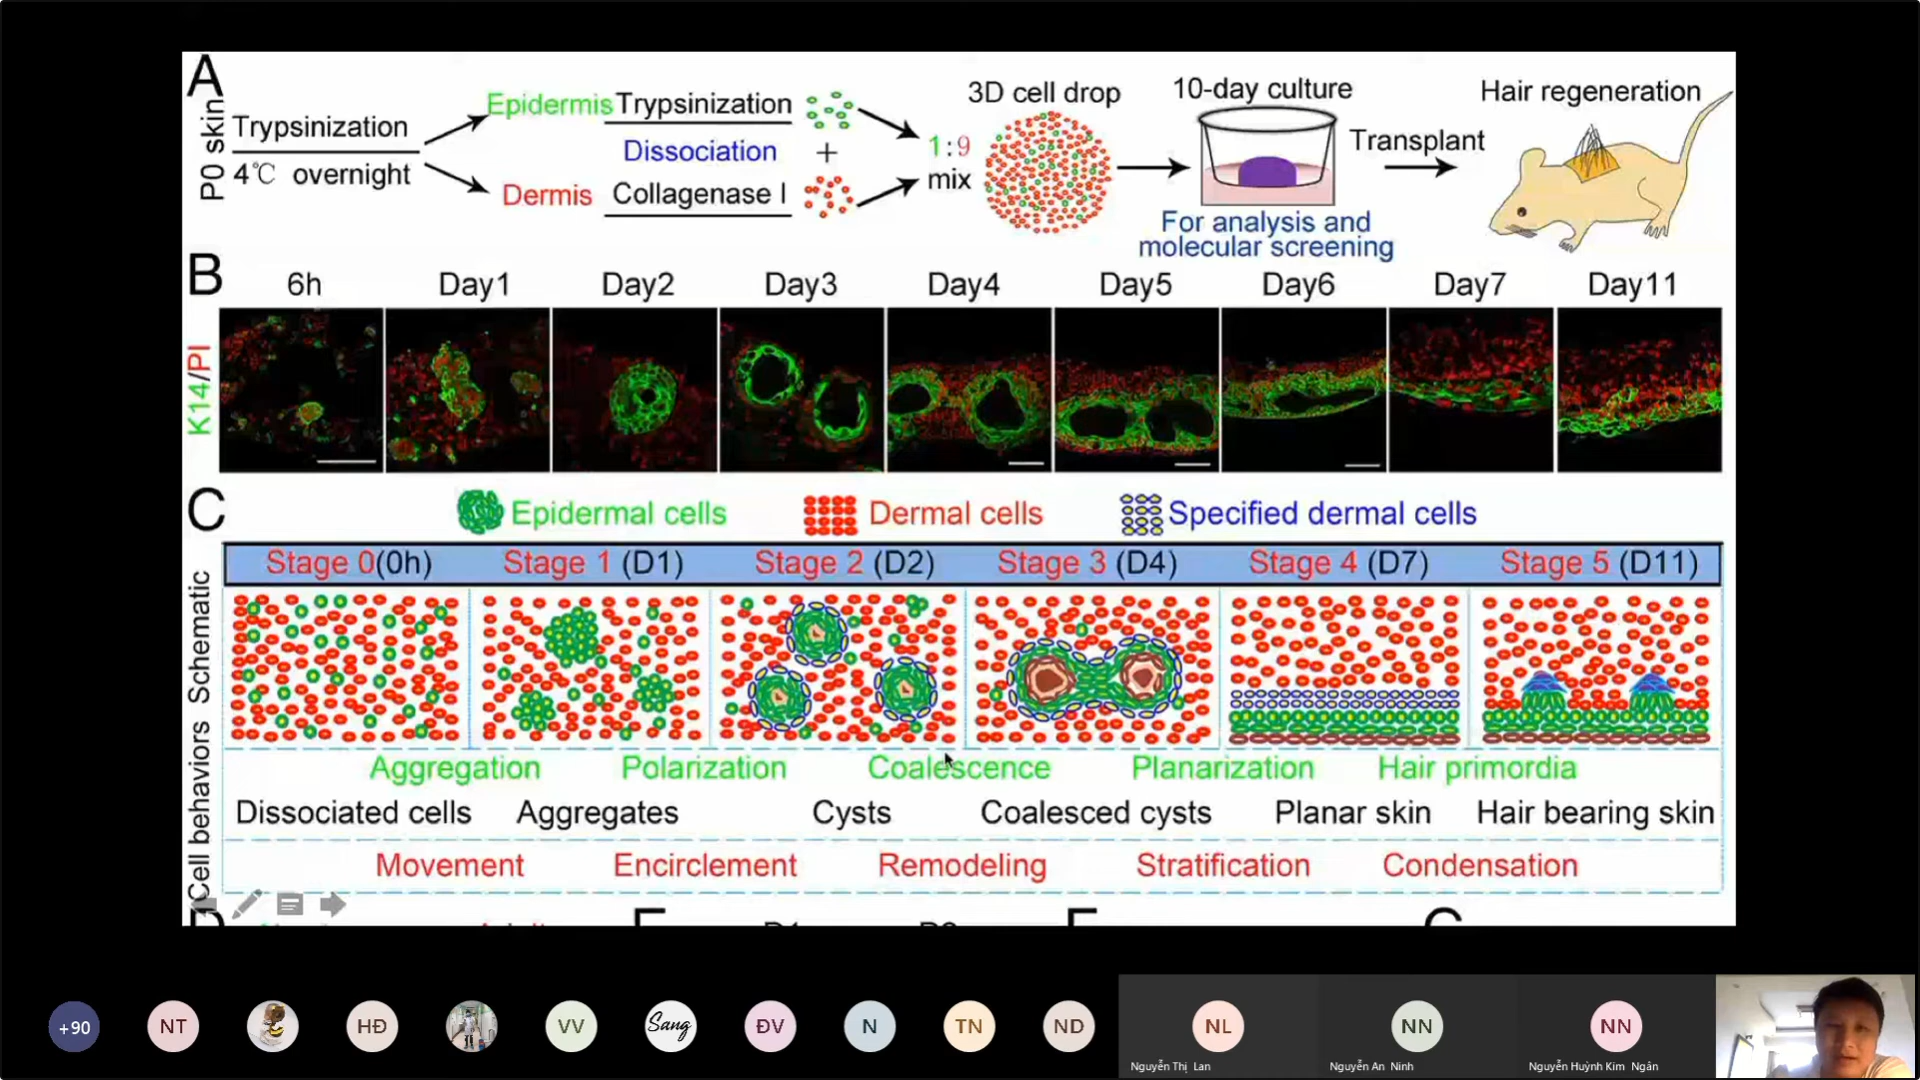 A
P0 skin
Trypsinization
4℃ overnight
Epidermis
Trypsinization
Dissociation
Dermis
Collagenase I
+
1:9
mix
3D cell drop
10-day culture
For analysis and
molecular screening
Transplant
Hair regeneration
B
6h Day1 Day2 Day3 Day4 Day5 Day6 Day7 Day11
K14/PI
C
Epidermal cells Dermal cells Specified dermal cells
Stage 0(0h) Stage 1 (D1) Stage 2 (D2) Stage 3 (D4) Stage 4 (D7) Stage 5 (D11)
Schematic
Cell behaviors
Aggregation Polarization Coalescence Planarization Hair primordia
Dissociated cells Aggregates Cysts Coalesced cysts Planar skin Hair bearing skin
Movement Encirclement Remodeling Stratification Condensation
+90 NT HĐ VV Sang ĐV N TN ND NL NN NN
Nguyễn Thị Lan Nguyễn An Ninh Nguyễn Huỳnh Kim Ngân